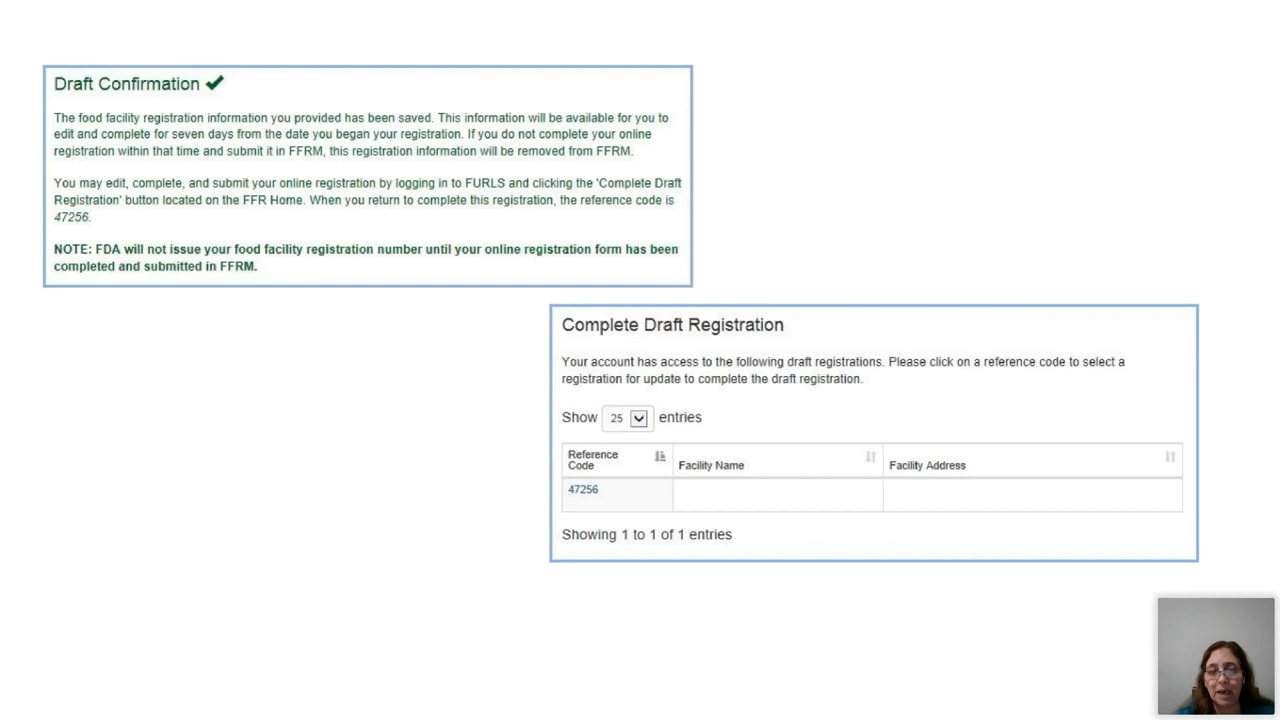 Draft Confirmation ✔
The food facility registration information you provided has been saved. This information will be available for you to
edit and complete for seven days from the date you began your registration. If you do not complete your online
registration within that time and submit it in FFRM, this registration information will be removed from FFRM.
You may edit, complete, and submit your online registration by logging in to FURLS and clicking the 'Complete Draft
Registration' button located on the FFR Home. When you return to complete this registration, the reference code is
47256.
NOTE: FDA will not issue your food facility registration number until your online registration form has been
completed and submitted in FFRM.
Complete Draft Registration
Your account has access to the following draft registrations. Please click on a reference code to select a
registration for update to complete the draft registration.
Show 25 entries
Reference
Code
Facility Name
Facility Address
47256
Showing 1 to 1 of 1 entries